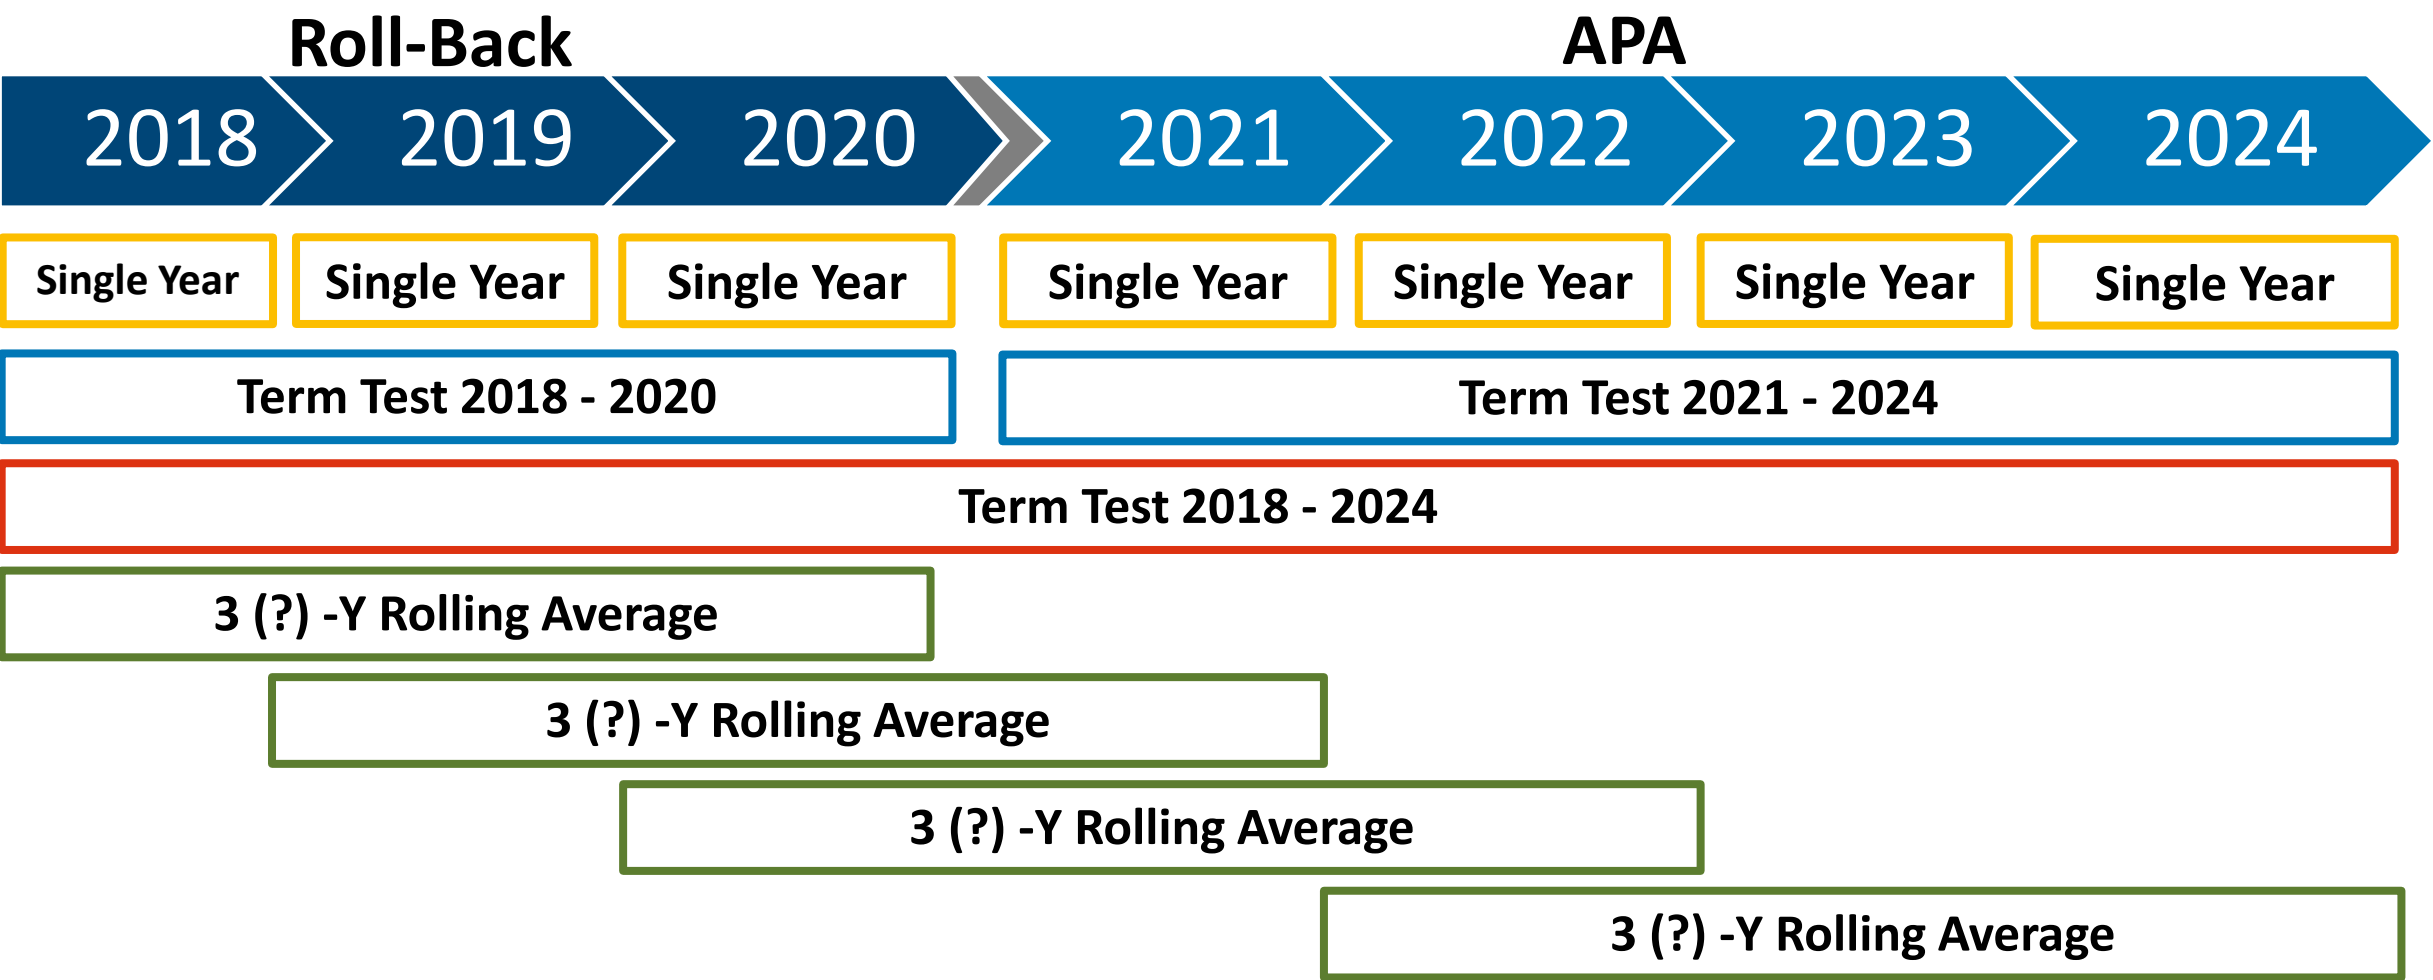 Roll-Back
APA
2018
2019
2020
2021
2022
2023
2024
Single Year
Single Year
Single Year
Single Year
Single Year
Single Year
Single Year
Term Test 2018 - 2020
Term Test 2021 - 2024
Term Test 2018 - 2024
3 (?) -Y Rolling Average
3 (?) -Y Rolling Average
3 (?) -Y Rolling Average
3 (?) -Y Rolling Average